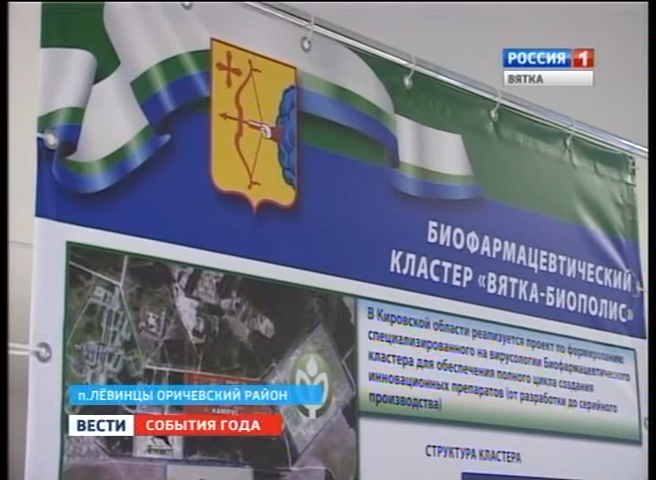 РОССИЯ 1
ВЯТКА
БИОФАРМАЦЕВТИЧЕСКИЙ
КЛАСТЕР «ВЯТКА-БИОПОЛИС»
В Кировской области реализуется проект по формированию
специализированного на вирусологии Биофармацевтического
кластера для обеспечения полного цикла создания
инновационных препаратов (от разработки до серийного
производства)
СТРУКТУРА КЛАСТЕРА
п.ЛЁВИНЦЫ ОРИЧЕВСКИЙ РАЙОН
ВЕСТИ СОБЫТИЯ ГОДА